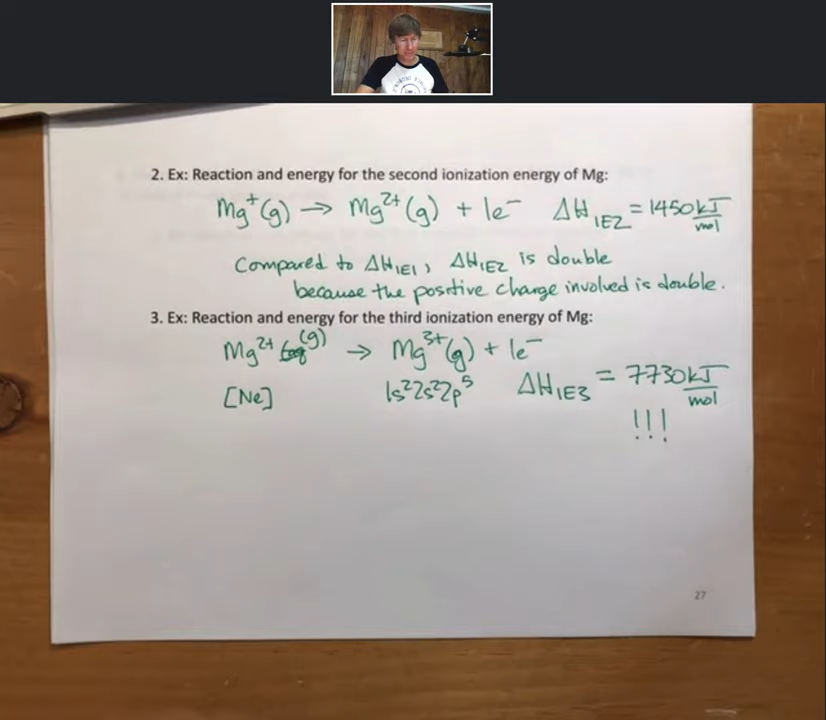 2. Ex: Reaction and energy for the second ionization energy of Mg:
Mg⁺(g) → Mg²⁺(g) + 1e⁻ ΔH_IE2 = 1450 kJ/mol
Compared to ΔH_IE1, ΔH_IE2 is double
because the positive charge involved is double.
3. Ex: Reaction and energy for the third ionization energy of Mg:
Mg²⁺ (g) → Mg³⁺(g) + 1e⁻
[Ne] 1s²2s²2p⁵ ΔH_IE3 = 7730 kJ/mol
!!!
27